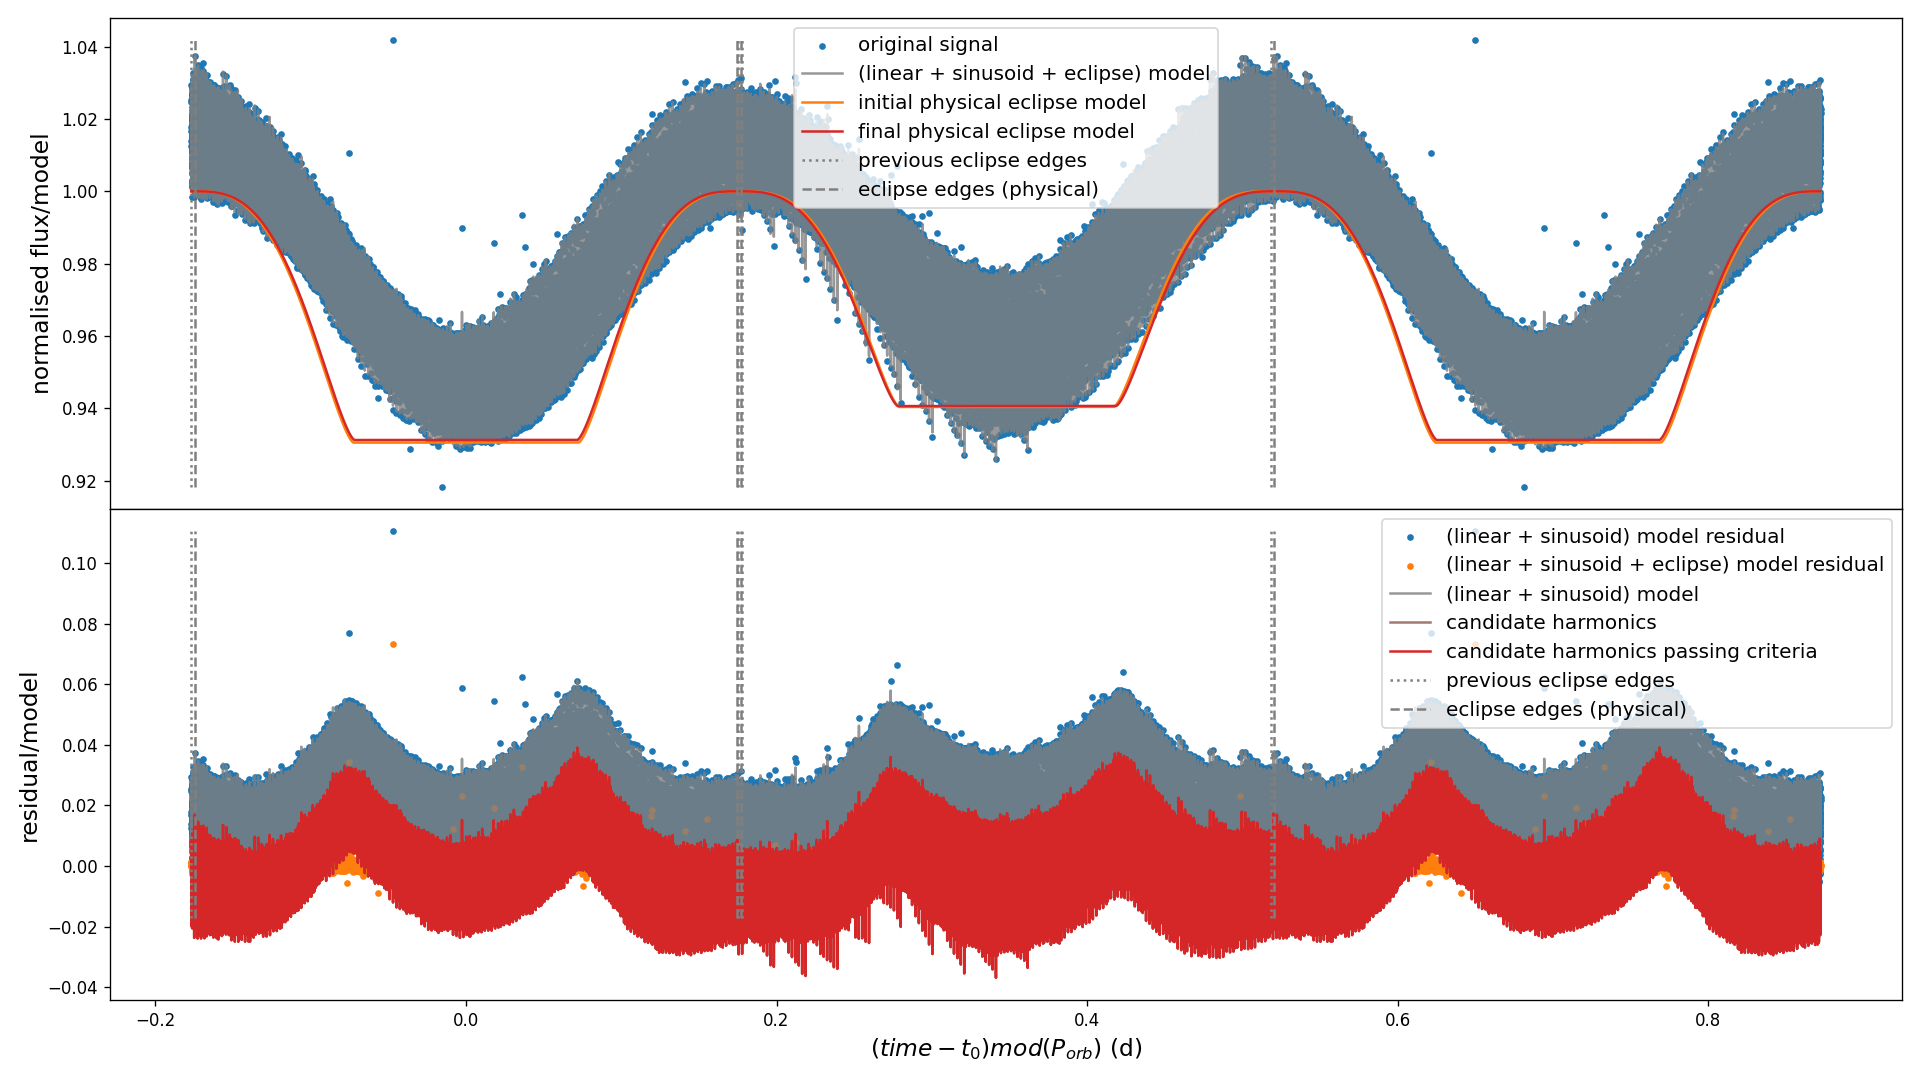 1.04
1.02
1.00
0.98
0.96
0.94
0.92
normalised flux/model
original signal
(linear + sinusoid + eclipse) model
initial physical eclipse model
final physical eclipse model
previous eclipse edges
eclipse edges (physical)
0.10
0.08
0.06
0.04
0.02
0.00
−0.02
−0.04
residual/model
(linear + sinusoid) model residual
(linear + sinusoid + eclipse) model residual
(linear + sinusoid) model
candidate harmonics
candidate harmonics passing criteria
previous eclipse edges
eclipse edges (physical)
−0.2 0.0 0.2 0.4 0.6 0.8
(time − t₀)mod(P_orb) (d)